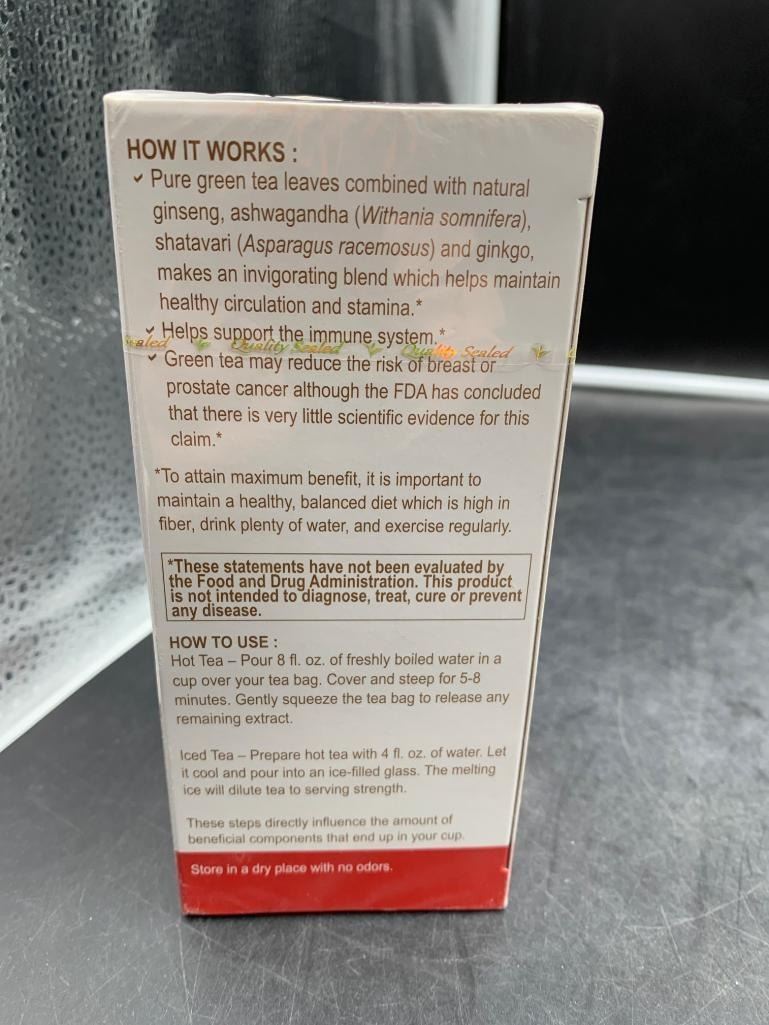 HOW IT WORKS :
✓ Pure green tea leaves combined with natural
ginseng, ashwagandha (Withania somnifera),
shatavari (Asparagus racemosus) and ginkgo,
makes an invigorating blend which helps maintain
healthy circulation and stamina.*
✓ Helps support the immune system.*
ealed Quality Sealed Quality Sealed
✓ Green tea may reduce the risk of breast or
prostate cancer although the FDA has concluded
that there is very little scientific evidence for this
claim.*
*To attain maximum benefit, it is important to
maintain a healthy, balanced diet which is high in
fiber, drink plenty of water, and exercise regularly.
*These statements have not been evaluated by
the Food and Drug Administration. This product
is not intended to diagnose, treat, cure or prevent
any disease.
HOW TO USE :
Hot Tea – Pour 8 fl. oz. of freshly boiled water in a
cup over your tea bag. Cover and steep for 5-8
minutes. Gently squeeze the tea bag to release any
remaining extract.
Iced Tea – Prepare hot tea with 4 fl. oz. of water. Let
it cool and pour into an ice-filled glass. The melting
ice will dilute tea to serving strength.
These steps directly influence the amount of
beneficial components that end up in your cup.
Store in a dry place with no odors.